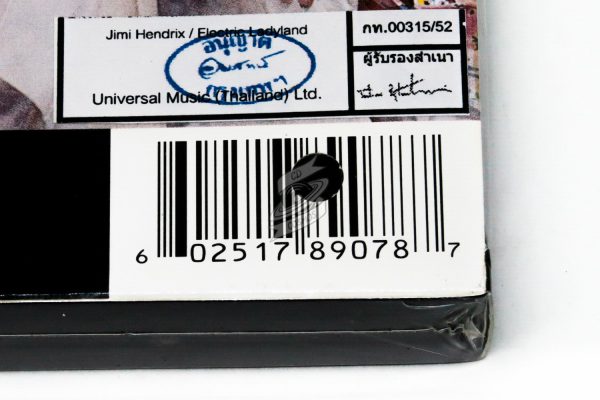 Jimi Hendrix / Electric Ladyland
กท.00315/52
อนุญาต
ผู้รับรองสำเนา
Universal Music (Thailand) Ltd.
CD
6 02517 89078 7